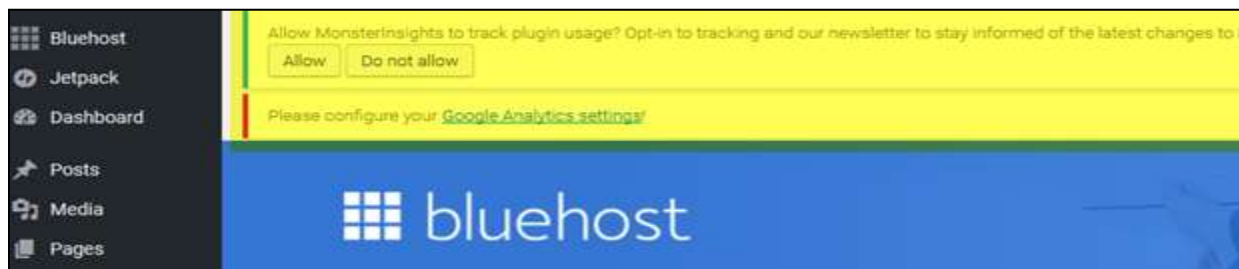 Bluehost
Jetpack
Dashboard
Posts
Media
Pages
Allow MonsterInsights to track plugin usage? Opt-in to tracking and our newsletter to stay informed of the latest changes to
Allow Do not allow
Please configure your Google Analytics settings!
bluehost